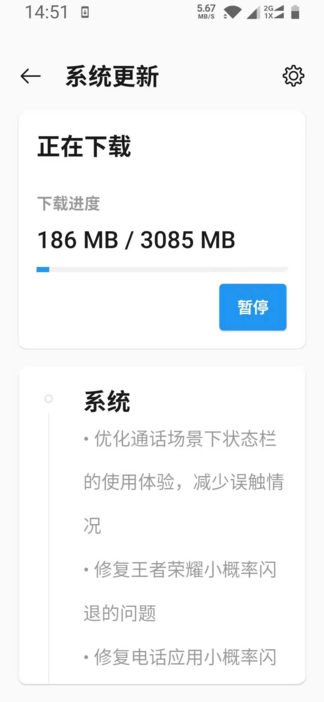 14:51
5.67
MB/S
2G
1X
系统更新
正在下载
下载进度
186 MB / 3085 MB
暂停
系统
• 优化通话场景下状态栏
的使用体验，减少误触情
况
• 修复王者荣耀小概率闪
退的问题
• 修复电话应用小概率闪